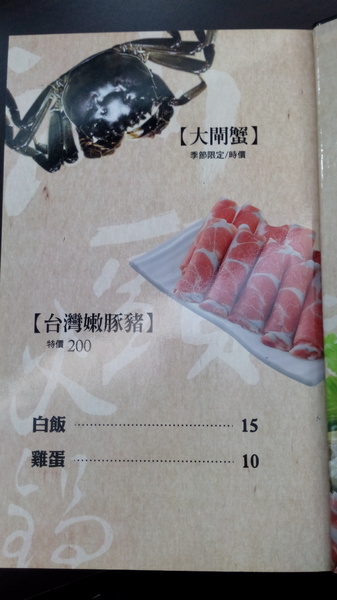 【大閘蟹】
季節限定/時價
【台灣嫩豚豬】
特價 200
白飯 15
雞蛋 10